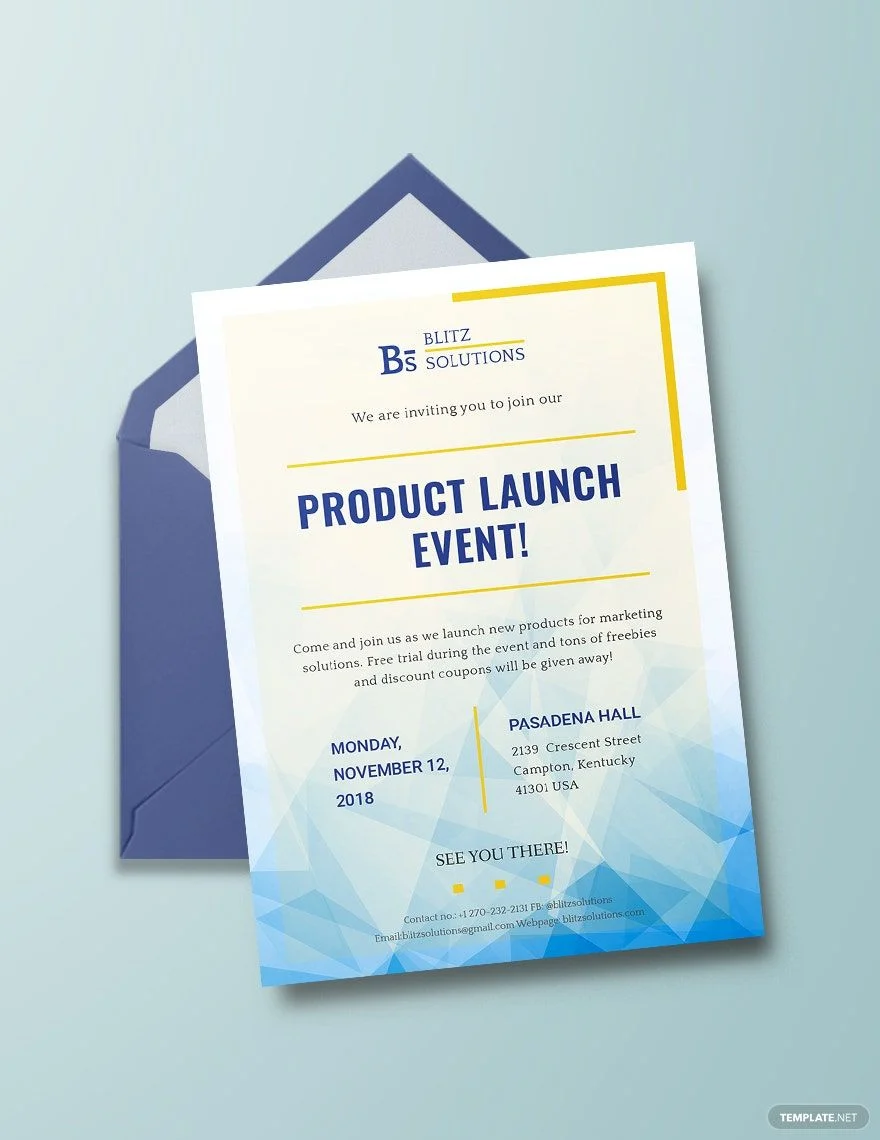 Bs BLITZ
SOLUTIONS
We are inviting you to join our
PRODUCT LAUNCH
EVENT!
Come and join us as we launch new products for marketing
solutions. Free trial during the event and tons of freebies
and discount coupons will be given away!
MONDAY,
NOVEMBER 12,
2018
PASADENA HALL
2139 Crescent Street
Campton, Kentucky
41301 USA
SEE YOU THERE!
Contact no.: +1 270-232-2131 FB: @blitzsolutions
Email:blitzsolutions@gmail.com Webpage: blitzsolutions.com
TEMPLATE.NET